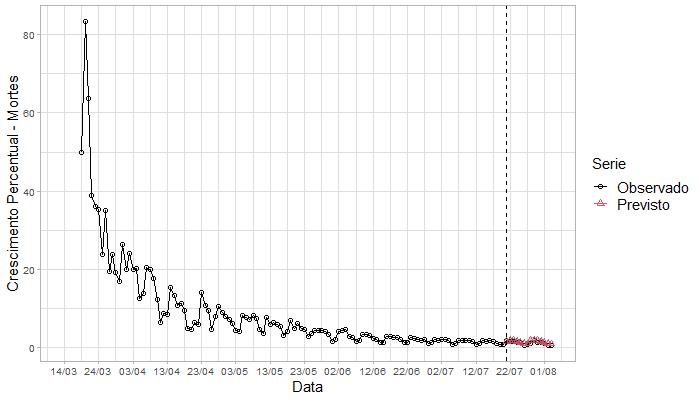 Crescimento Percentual - Mortes
80
60
40
20
0
14/03 24/03 03/04 13/04 23/04 03/05 13/05 23/05 02/06 12/06 22/06 02/07 12/07 22/07 01/08
Data
Serie
Observado
Previsto